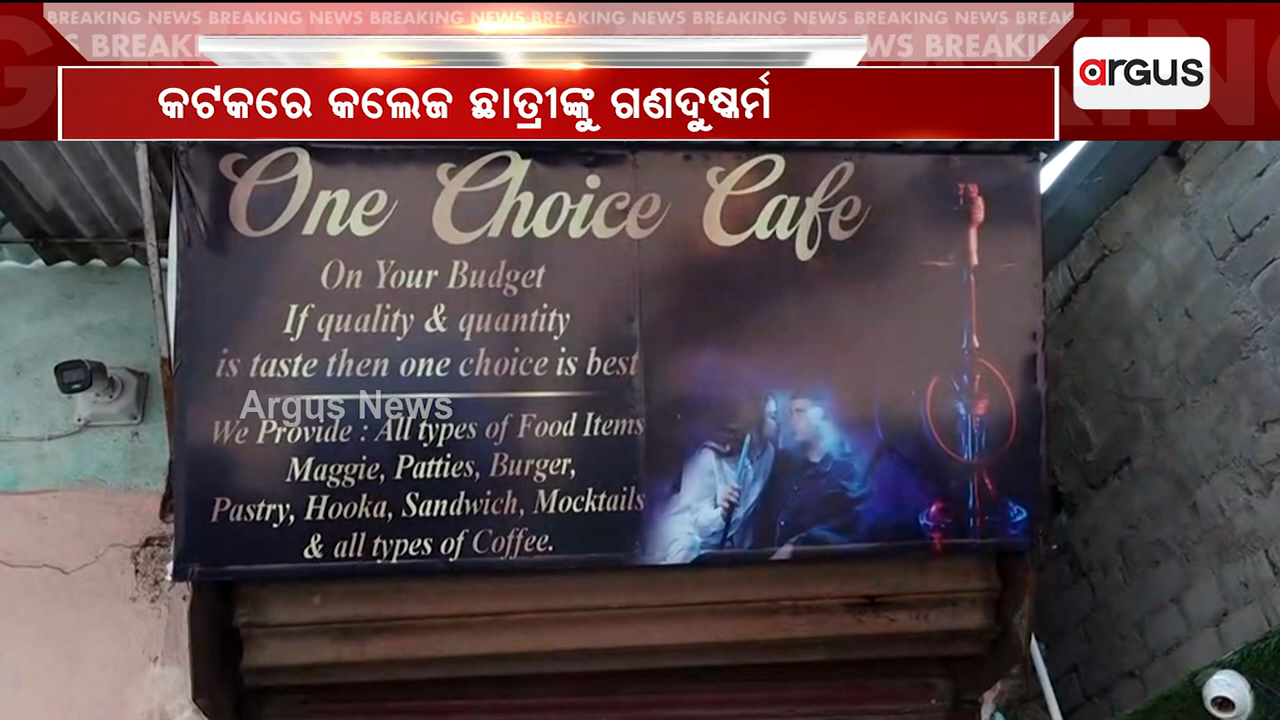 BREAKING NEWS BREAKING NEWS BREAKING NEWS BREAKING NEWS BREAKING NEWS BREAKING NEWS BREAKING NEWS
argus
କଟକରେ କଲେଜ ଛାତ୍ରୀଙ୍କୁ ଗଣଦୁଷ୍କର୍ମ
One Choice Cafe
On Your Budget
If quality & quantity
is taste then one choice is best
Argus News
We Provide : All types of Food Items
Maggie, Patties, Burger,
Pastry, Hooka, Sandwich, Mocktails
& all types of Coffee.